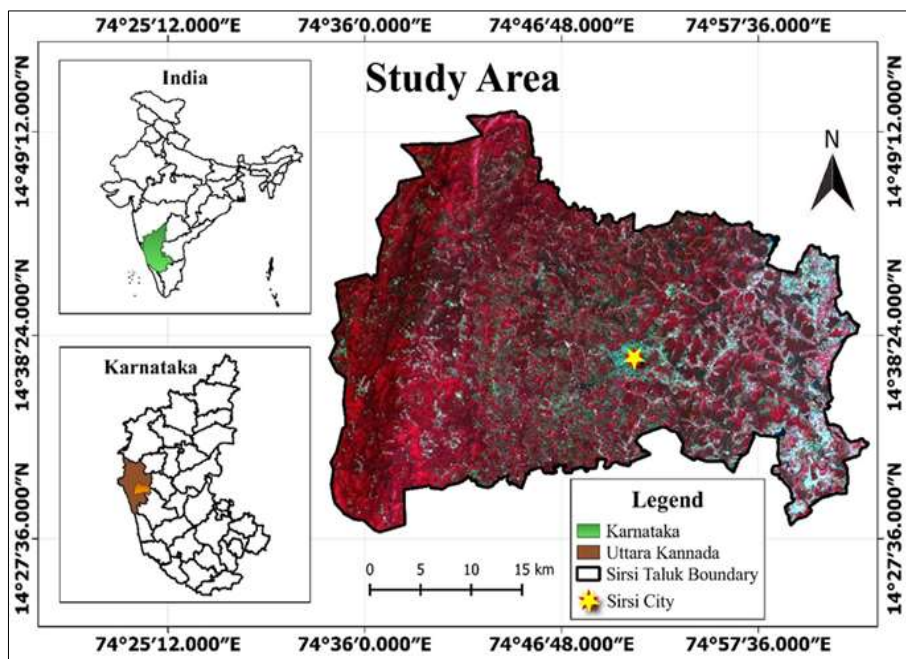 74°25′12.000″E 74°36′0.000″E 74°46′48.000″E 74°57′36.000″E
India
Study Area
N
14°49′12.000″N
14°49′12.000″N
14°38′24.000″N
14°38′24.000″N
Karnataka
14°27′36.000″N
14°27′36.000″N
0 5 10 15 km
Legend
Karnataka
Uttara Kannada
Sirsi Taluk Boundary
Sirsi City
74°25′12.000″E 74°36′0.000″E 74°46′48.000″E 74°57′36.000″E